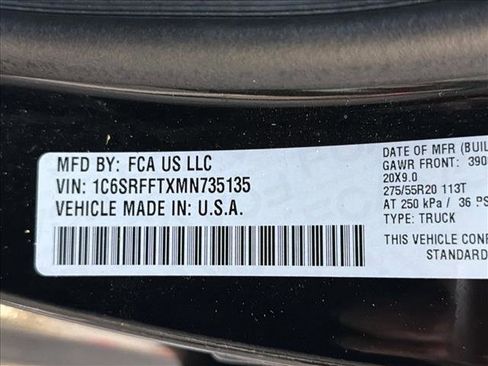 MFD BY: FCA US LLC
VIN: 1C6SRFFTXMN735135
VEHICLE MADE IN: U.S.A.
DATE OF MFR (BUIL
GAWR FRONT: 390
20X9.0
275/55R20 113T
AT 250 kPa / 36 PS
TYPE: TRUCK
THIS VEHICLE CONF
STANDARD